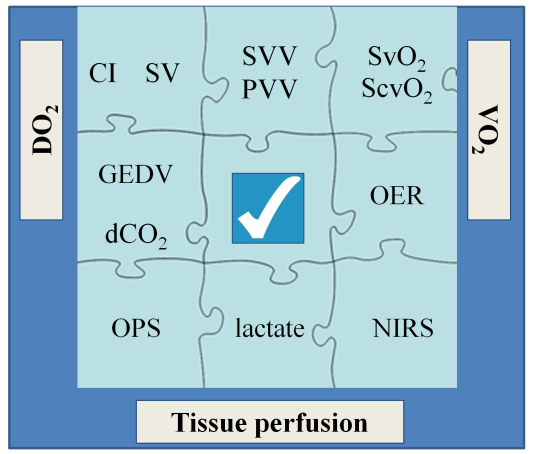 DO₂
CI SV
SVV
PVV
SvO₂
ScvO₂
VO₂
GEDV
dCO₂
OER
OPS
lactate
NIRS
Tissue perfusion